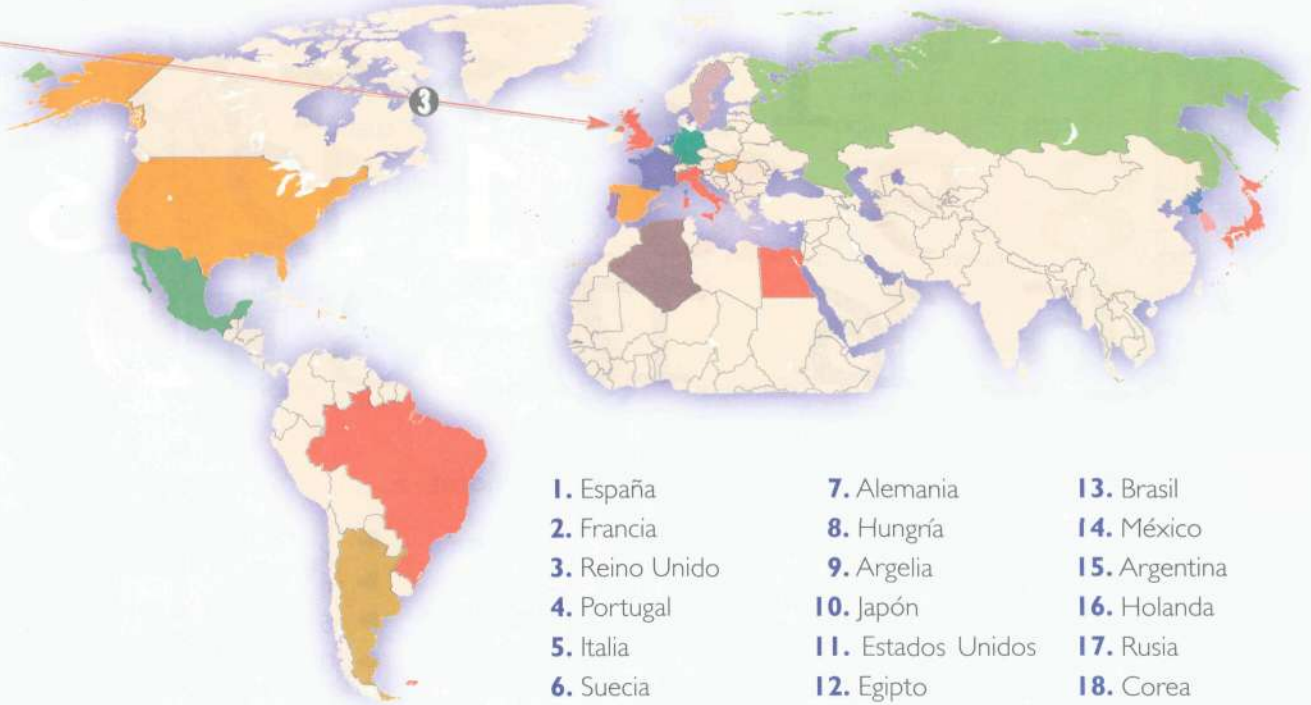 3
1. España
2. Francia
3. Reino Unido
4. Portugal
5. Italia
6. Suecia
7. Alemania
8. Hungría
9. Argelia
10. Japón
11. Estados Unidos
12. Egipto
13. Brasil
14. México
15. Argentina
16. Holanda
17. Rusia
18. Corea